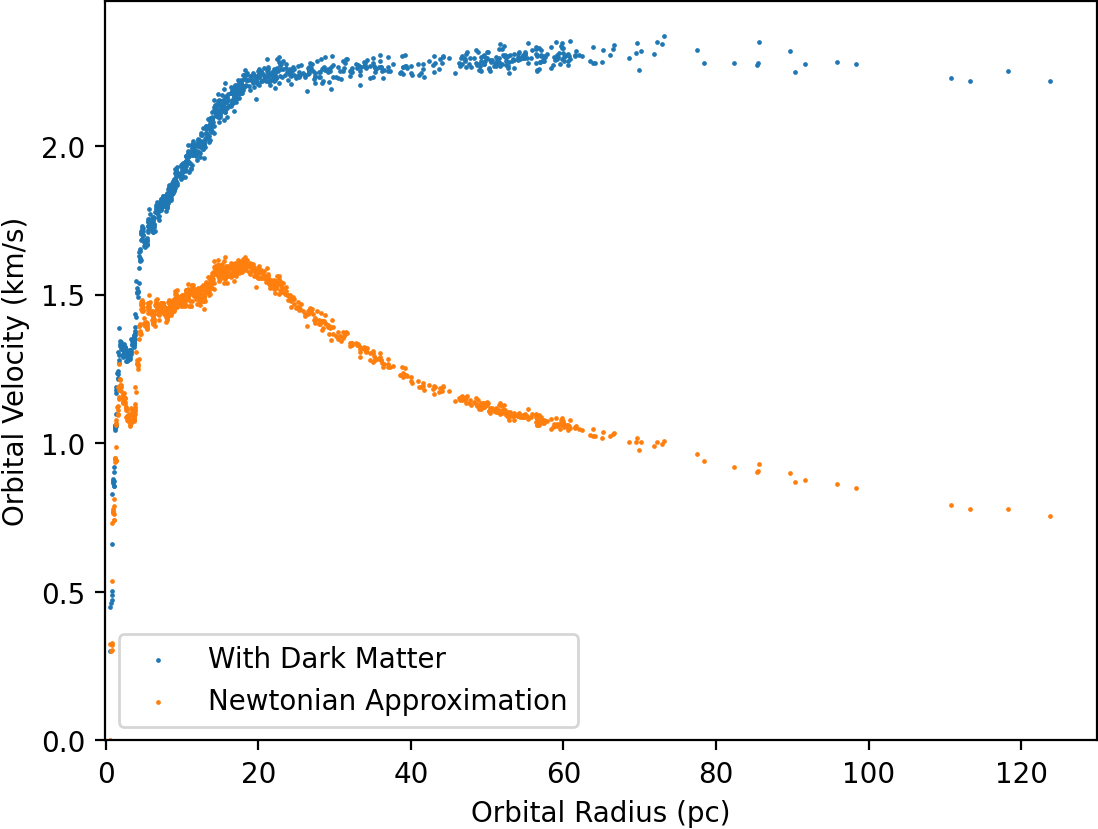 Orbital Velocity (km/s)
2.0
1.5
1.0
0.5
0.0
With Dark Matter
Newtonian Approximation
0 20 40 60 80 100 120
Orbital Radius (pc)